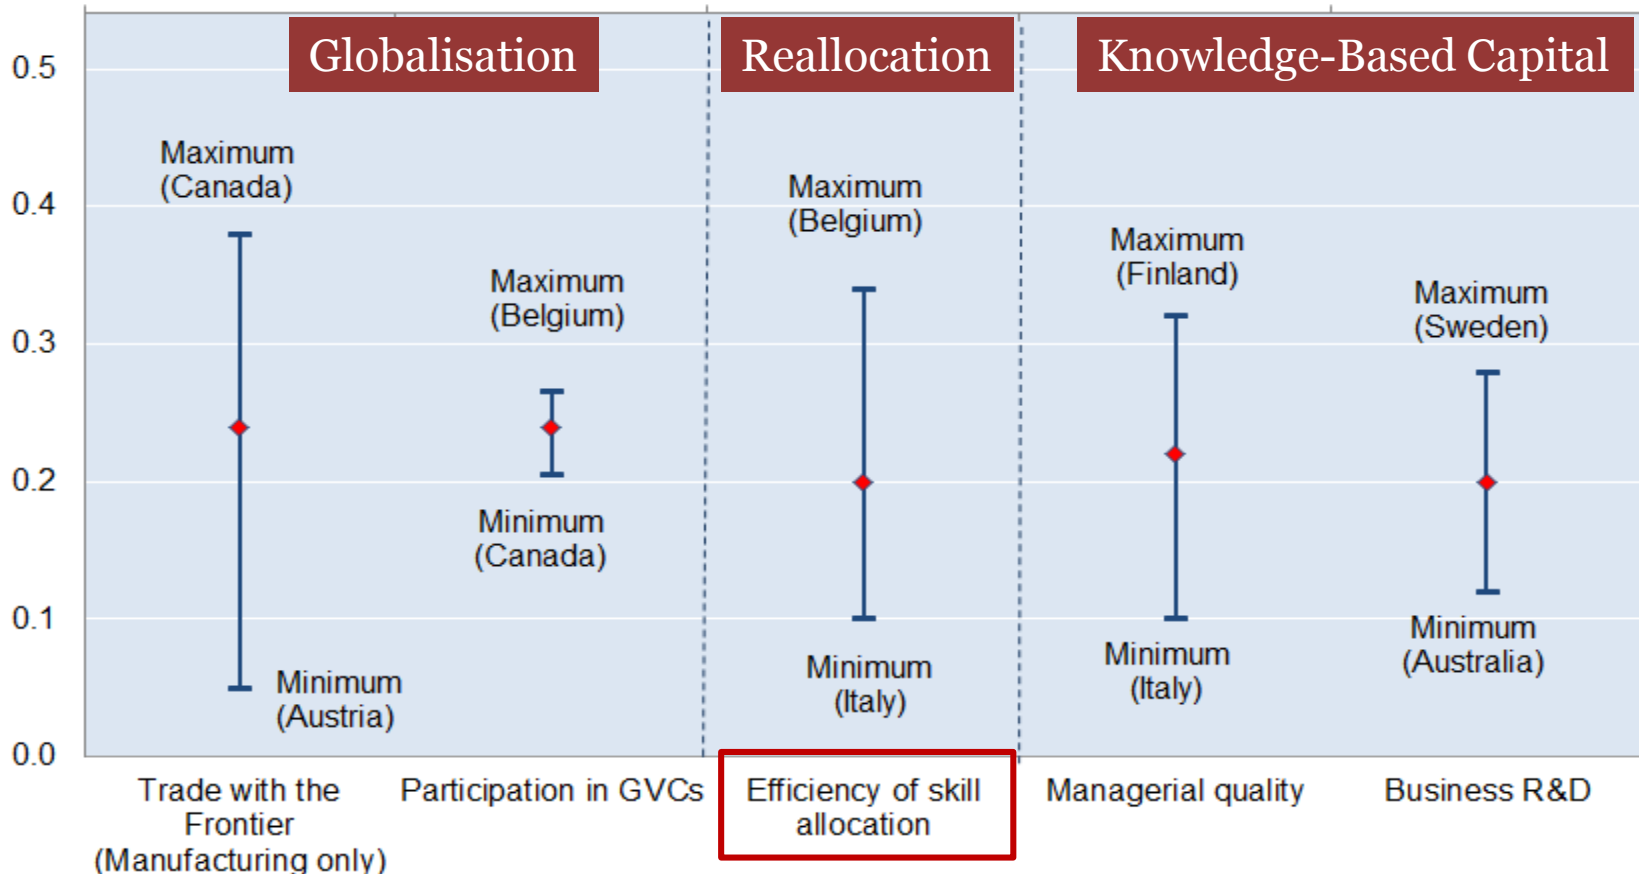 Globalisation
Reallocation
Knowledge-Based Capital
0.5
0.4
0.3
0.2
0.1
0.0
Maximum
(Canada)
Minimum
(Austria)
Maximum
(Belgium)
Minimum
(Canada)
Maximum
(Belgium)
Minimum
(Italy)
Maximum
(Finland)
Minimum
(Italy)
Maximum
(Sweden)
Minimum
(Australia)
Trade with the
Frontier
(Manufacturing only)
Participation in GVCs
Efficiency of skill
allocation
Managerial quality
Business R&D